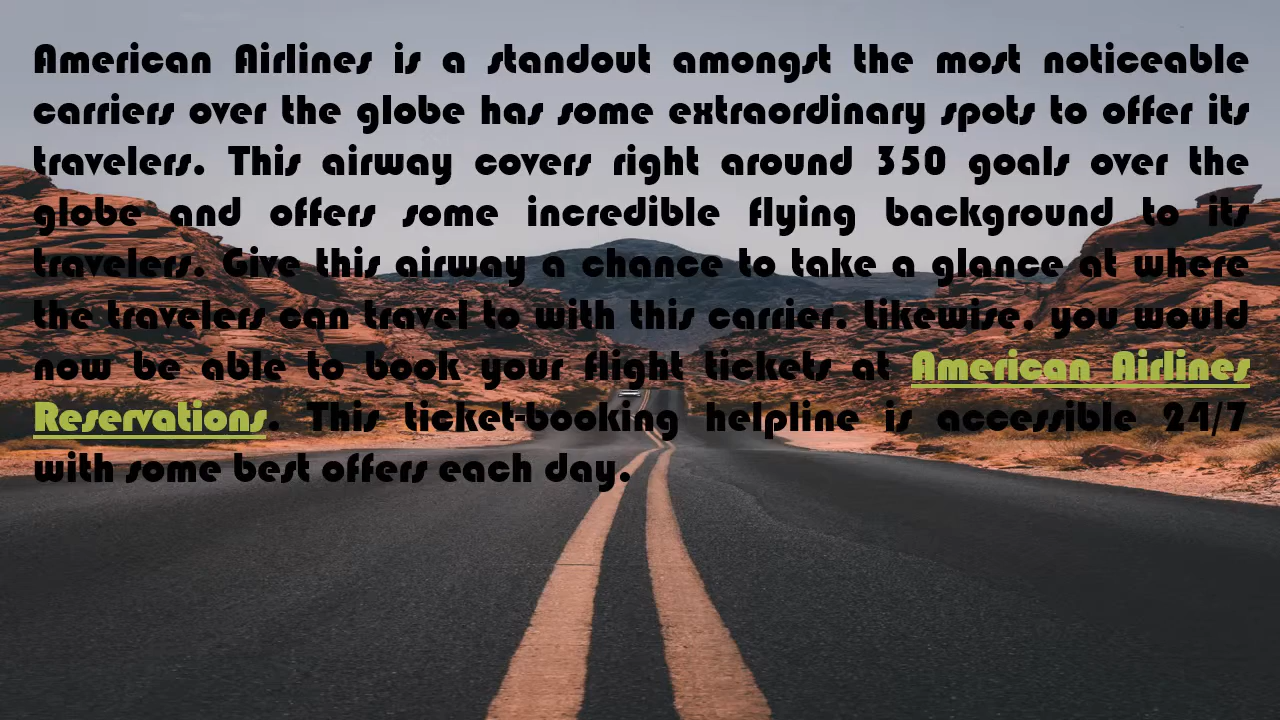 American Airlines is a standout amongst the most noticeable
carriers over the globe has some extraordinary spots to offer its
travelers. This airway covers right around 350 goals over the
globe and offers some incredible flying background to its
travelers. Give this airway a chance to take a glance at where
the travelers can travel to with this carrier. Likewise, you would
now be able to book your flight tickets at American Airlines
Reservations. This ticket-booking helpline is accessible 24/7
with some best offers each day.